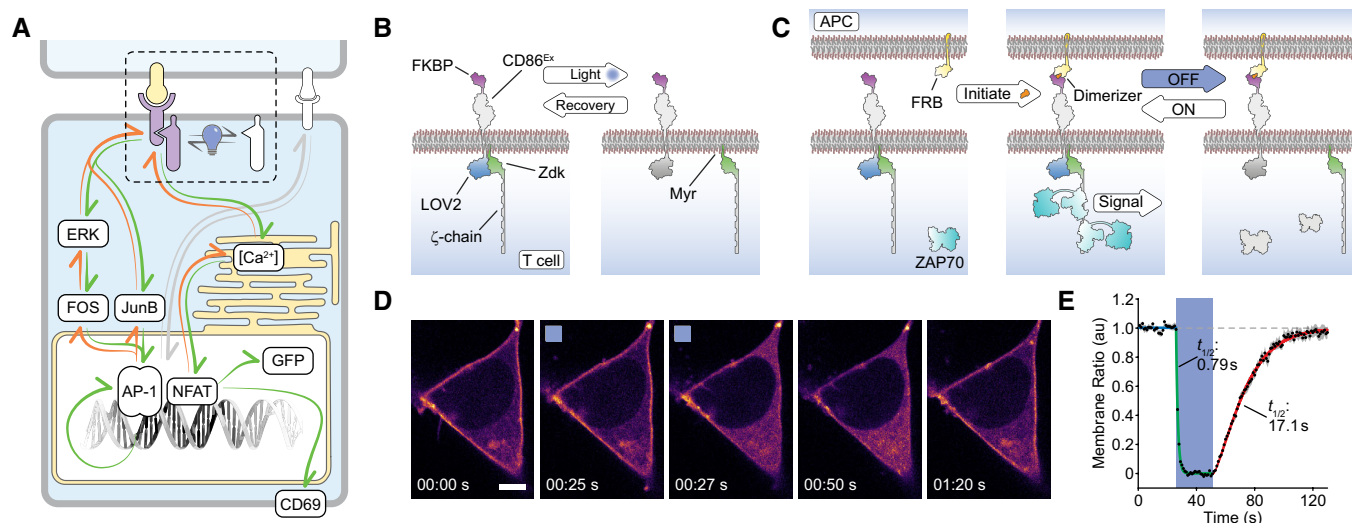 A
ERK
[Ca²⁺]
FOS
JunB
GFP
AP-1
NFAT
CD69
B
FKBP
CD86ᴱˣ
Light
Recovery
Zdk
LOV2
Myr
ζ-chain
T cell
C
APC
FRB
Initiate
Dimerizer
OFF
ON
Signal
ZAP70
D
00:00 s
00:25 s
00:27 s
00:50 s
01:20 s
E
Membrane Ratio (au)
1.2
1.0
0.8
0.6
0.4
0.2
0
t1/2:
0.79 s
t1/2:
17.1 s
0
40
80
120
Time (s)